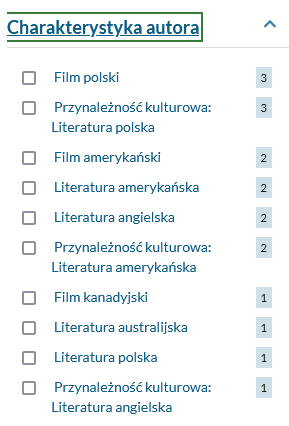 Charakterystyka autora
Film polski 3
Przynależność kulturowa: 3
Literatura polska
Film amerykański 2
Literatura amerykańska 2
Literatura angielska 2
Przynależność kulturowa: 2
Literatura amerykańska
Film kanadyjski 1
Literatura australijska 1
Literatura polska 1
Przynależność kulturowa: 1
Literatura angielska